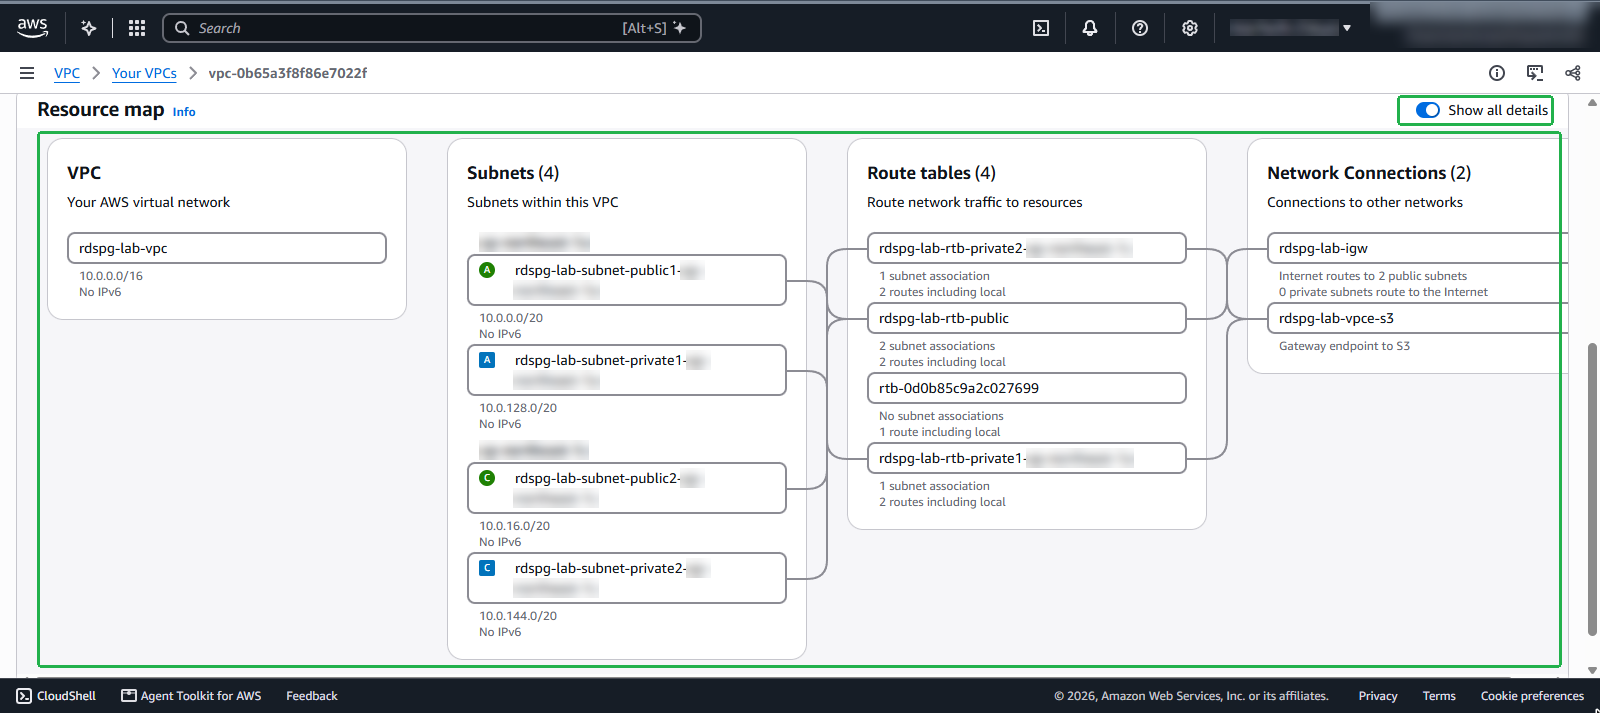 aws
Search [Alt+S]
VPC > Your VPCs > vpc-0b65a3f8f86e7022f
Resource map Info
Show all details
VPC
Your AWS virtual network
rdspg-lab-vpc
10.0.0.0/16
No IPv6
Subnets (4)
Subnets within this VPC
A rdspg-lab-subnet-public1-
10.0.0.0/20
No IPv6
A rdspg-lab-subnet-private1-
10.0.128.0/20
No IPv6
C rdspg-lab-subnet-public2-
10.0.16.0/20
No IPv6
C rdspg-lab-subnet-private2-
10.0.144.0/20
No IPv6
Route tables (4)
Route network traffic to resources
rdspg-lab-rtb-private2-
1 subnet association
2 routes including local
rdspg-lab-rtb-public
2 subnet associations
2 routes including local
rtb-0d0b85c9a2c027699
No subnet associations
1 route including local
rdspg-lab-rtb-private1-
1 subnet association
2 routes including local
Network Connections (2)
Connections to other networks
rdspg-lab-igw
Internet routes to 2 public subnets
0 private subnets route to the Internet
rdspg-lab-vpce-s3
Gateway endpoint to S3
CloudShell Agent Toolkit for AWS Feedback © 2026, Amazon Web Services, Inc. or its affiliates. Privacy Terms Cookie preferences